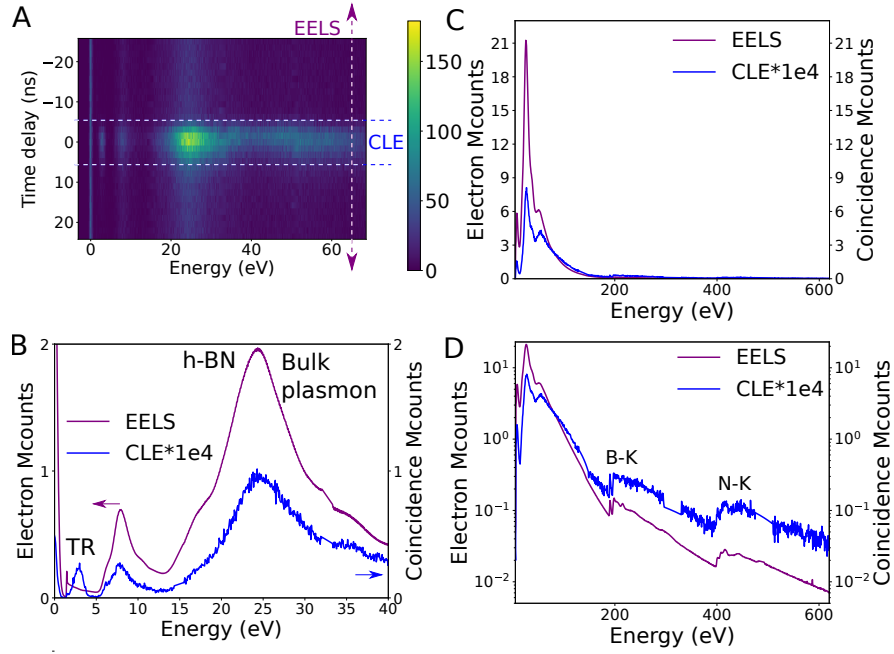 A
EELS
Time delay (ns)
−20
−10
0
10
20
CLE
0
20
40
60
Energy (eV)
150
100
50
0
C
EELS
CLE*1e4
Electron Mcounts
21
18
15
12
9
6
3
0
21
18
15
12
9
6
3
0
Coincidence Mcounts
200
400
600
Energy (eV)
B
h-BN
Bulk
plasmon
EELS
CLE*1e4
TR
Electron Mcounts
2
1
0
2
1
0
Coincidence Mcounts
0
5
10
15
20
25
30
35
40
Energy (eV)
D
EELS
CLE*1e4
B-K
N-K
Electron Mcounts
10¹
10⁰
10⁻¹
10⁻²
10¹
10⁰
10⁻¹
10⁻²
Coincidence Mcounts
0
200
400
600
Energy (eV)